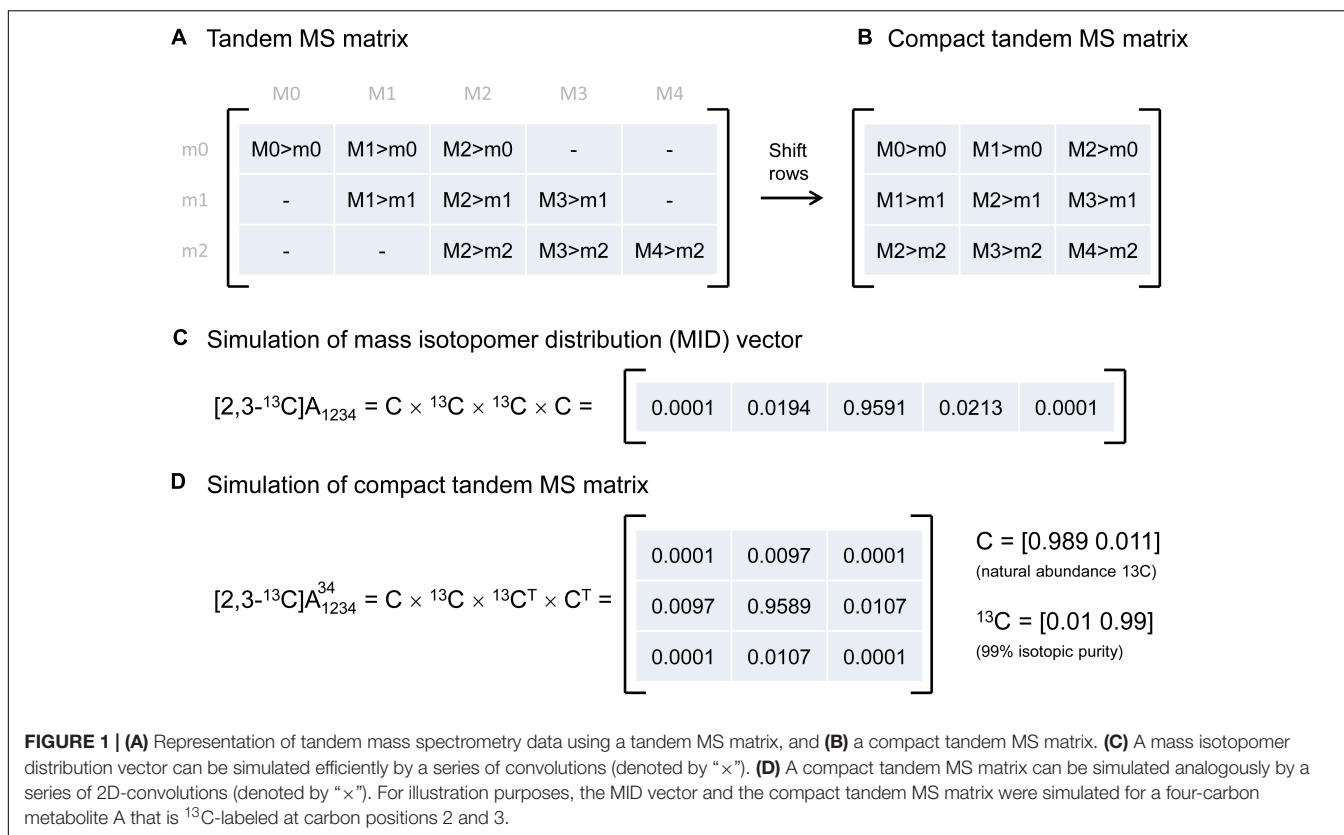 A Tandem MS matrix
B Compact tandem MS matrix
M0 M1 M2 M3 M4
m0 M0>m0 M1>m0 M2>m0 - -
m1 - M1>m1 M2>m1 M3>m1 -
m2 - - M2>m2 M3>m2 M4>m2
Shift
rows
M0>m0 M1>m0 M2>m0
M1>m1 M2>m1 M3>m1
M2>m2 M3>m2 M4>m2
C Simulation of mass isotopomer distribution (MID) vector
[2,3-¹³C]A₁₂₃₄ = C × ¹³C × ¹³C × C = 0.0001 0.0194 0.9591 0.0213 0.0001
D Simulation of compact tandem MS matrix
[2,3-¹³C]A³⁴₁₂₃₄ = C × ¹³C × ¹³Cᵀ × Cᵀ =
0.0001 0.0097 0.0001
0.0097 0.9589 0.0107
0.0001 0.0107 0.0001
C = [0.989 0.011]
(natural abundance 13C)
¹³C = [0.01 0.99]
(99% isotopic purity)
FIGURE 1 | (A) Representation of tandem mass spectrometry data using a tandem MS matrix, and (B) a compact tandem MS matrix. (C) A mass isotopomer
distribution vector can be simulated efficiently by a series of convolutions (denoted by “×”). (D) A compact tandem MS matrix can be simulated analogously by a
series of 2D-convolutions (denoted by “×”). For illustration purposes, the MID vector and the compact tandem MS matrix were simulated for a four-carbon
metabolite A that is ¹³C-labeled at carbon positions 2 and 3.